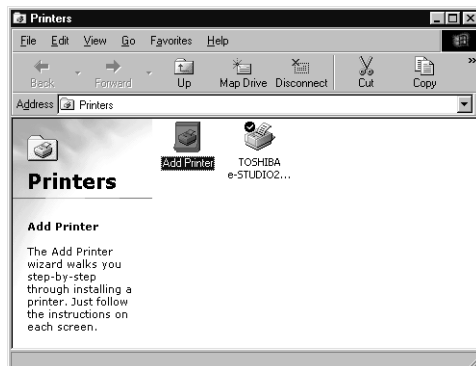 Printers
File Edit View Go Favorites Help
Back Forward Up Map Drive Disconnect Cut Copy »
Address Printers
Add Printer TOSHIBA
e-STUDIO2...
Printers
Add Printer
The Add Printer
wizard walks you
step-by-step
through installing a
printer. Just follow
the instructions on
each screen.